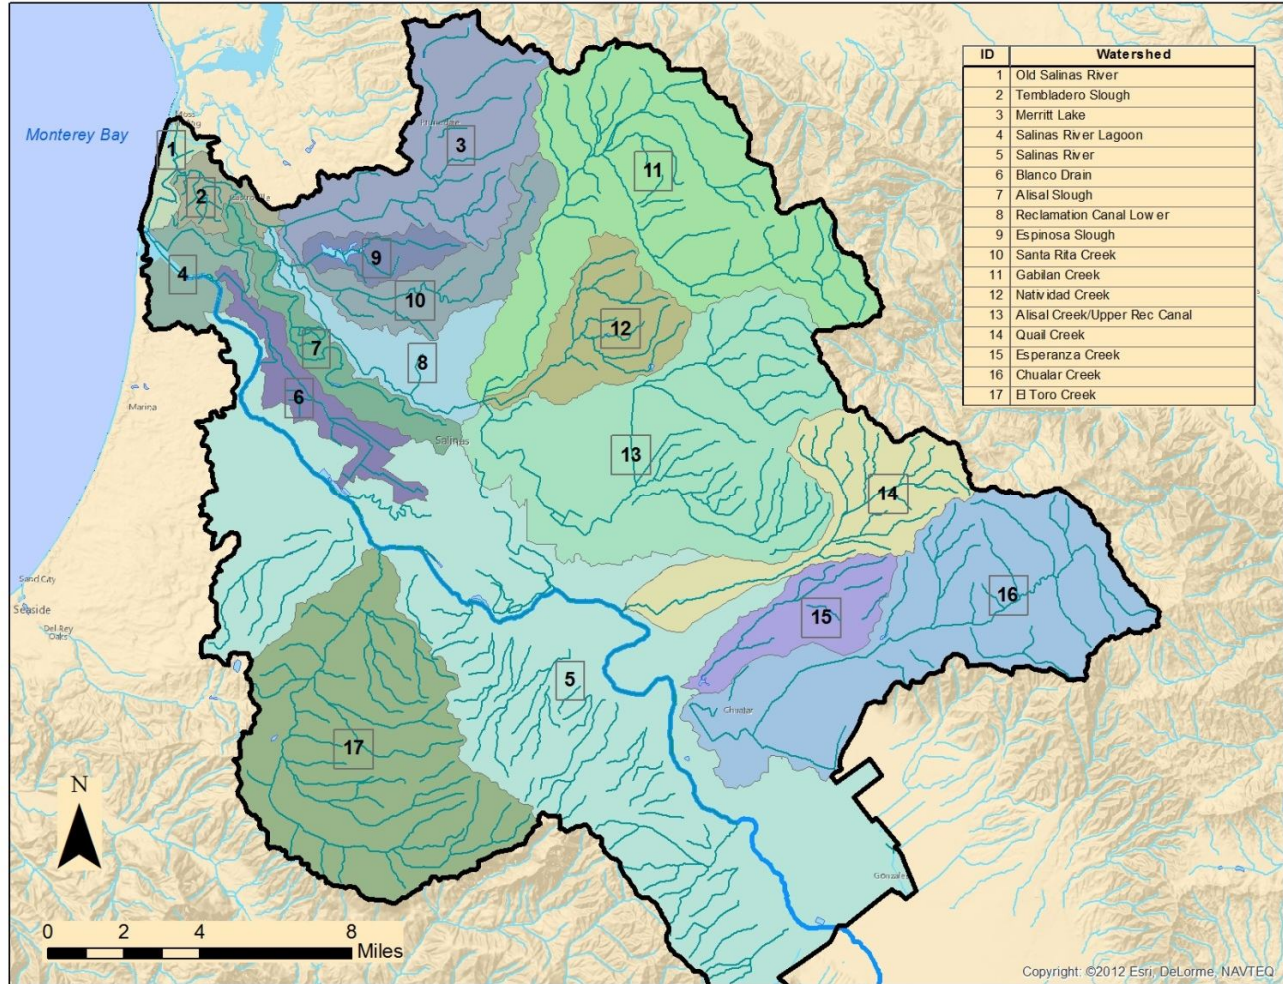 ID Watershed
1 Old Salinas River
2 Tembladero Slough
3 Merritt Lake
4 Salinas River Lagoon
5 Salinas River
6 Blanco Drain
7 Alisal Slough
8 Reclamation Canal Lower
9 Espinosa Slough
10 Santa Rita Creek
11 Gabilan Creek
12 Natividad Creek
13 Alisal Creek/Upper Rec Canal
14 Quail Creek
15 Esperanza Creek
16 Chualar Creek
17 El Toro Creek
Monterey Bay
1
2
3
11
9
4
10
12
7
8
6
Marina
Salinas
13
14
Sand City
Seaside
Del Rey
Oaks
16
15
5
Chualar
17
N
Gonzales
0 2 4 8
Miles
Copyright: ©2012 Esri, DeLorme, NAVTEQ